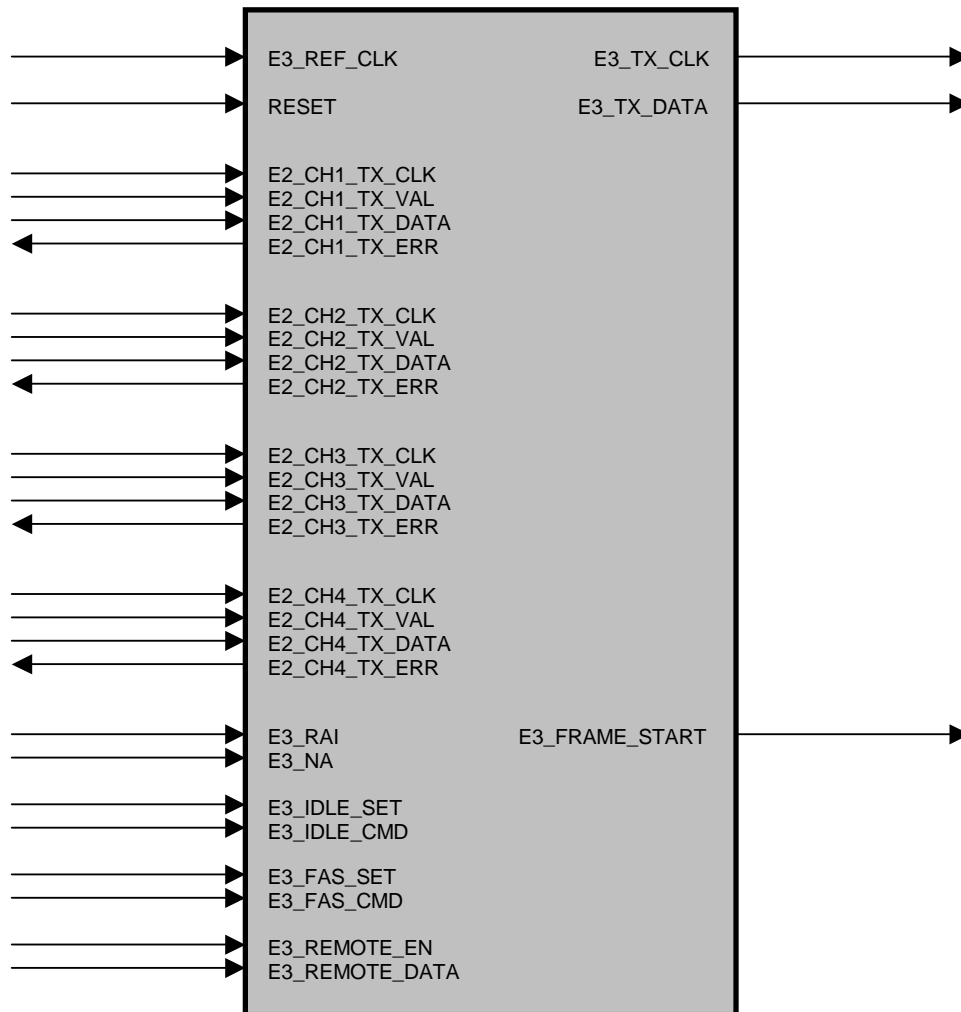 E3_REF_CLK E3_TX_CLK
RESET E3_TX_DATA
E2_CH1_TX_CLK
E2_CH1_TX_VAL
E2_CH1_TX_DATA
E2_CH1_TX_ERR
E2_CH2_TX_CLK
E2_CH2_TX_VAL
E2_CH2_TX_DATA
E2_CH2_TX_ERR
E2_CH3_TX_CLK
E2_CH3_TX_VAL
E2_CH3_TX_DATA
E2_CH3_TX_ERR
E2_CH4_TX_CLK
E2_CH4_TX_VAL
E2_CH4_TX_DATA
E2_CH4_TX_ERR
E3_RAI E3_FRAME_START
E3_NA
E3_IDLE_SET
E3_IDLE_CMD
E3_FAS_SET
E3_FAS_CMD
E3_REMOTE_EN
E3_REMOTE_DATA